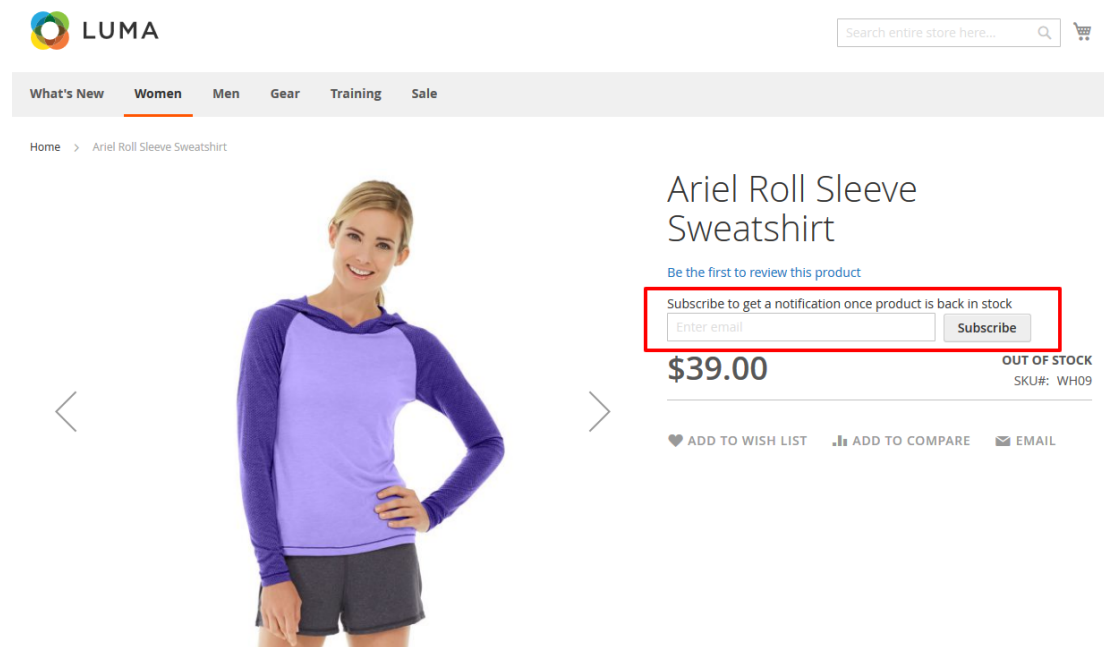 LUMA
Search entire store here...
What's New Women Men Gear Training Sale
Home > Ariel Roll Sleeve Sweatshirt
Ariel Roll Sleeve
Sweatshirt
Be the first to review this product
Subscribe to get a notification once product is back in stock
Enter email Subscribe
$39.00 OUT OF STOCK
SKU#: WH09
ADD TO WISH LIST ADD TO COMPARE EMAIL